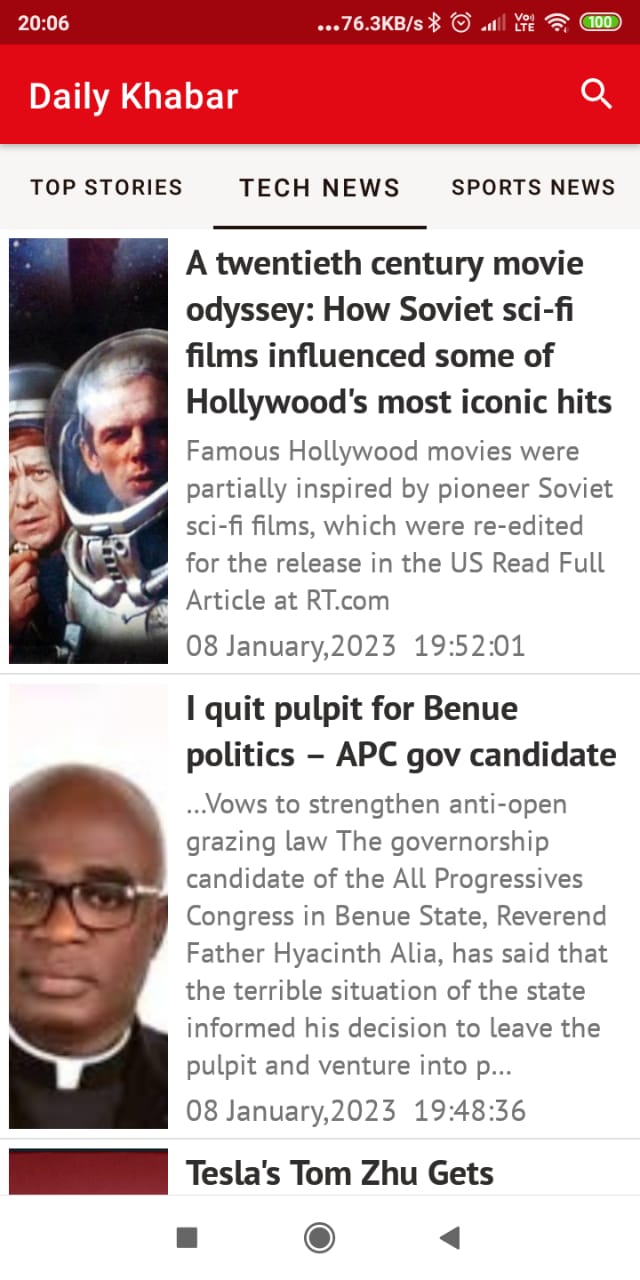 20:06
...76.3KB/s Vo) LTE 100
Daily Khabar
TOP STORIES TECH NEWS SPORTS NEWS
A twentieth century movie
odyssey: How Soviet sci-fi
films influenced some of
Hollywood's most iconic hits
Famous Hollywood movies were
partially inspired by pioneer Soviet
sci-fi films, which were re-edited
for the release in the US Read Full
Article at RT.com
08 January,2023 19:52:01
I quit pulpit for Benue
politics – APC gov candidate
...Vows to strengthen anti-open
grazing law The governorship
candidate of the All Progressives
Congress in Benue State, Reverend
Father Hyacinth Alia, has said that
the terrible situation of the state
informed his decision to leave the
pulpit and venture into p...
08 January,2023 19:48:36
Tesla's Tom Zhu Gets